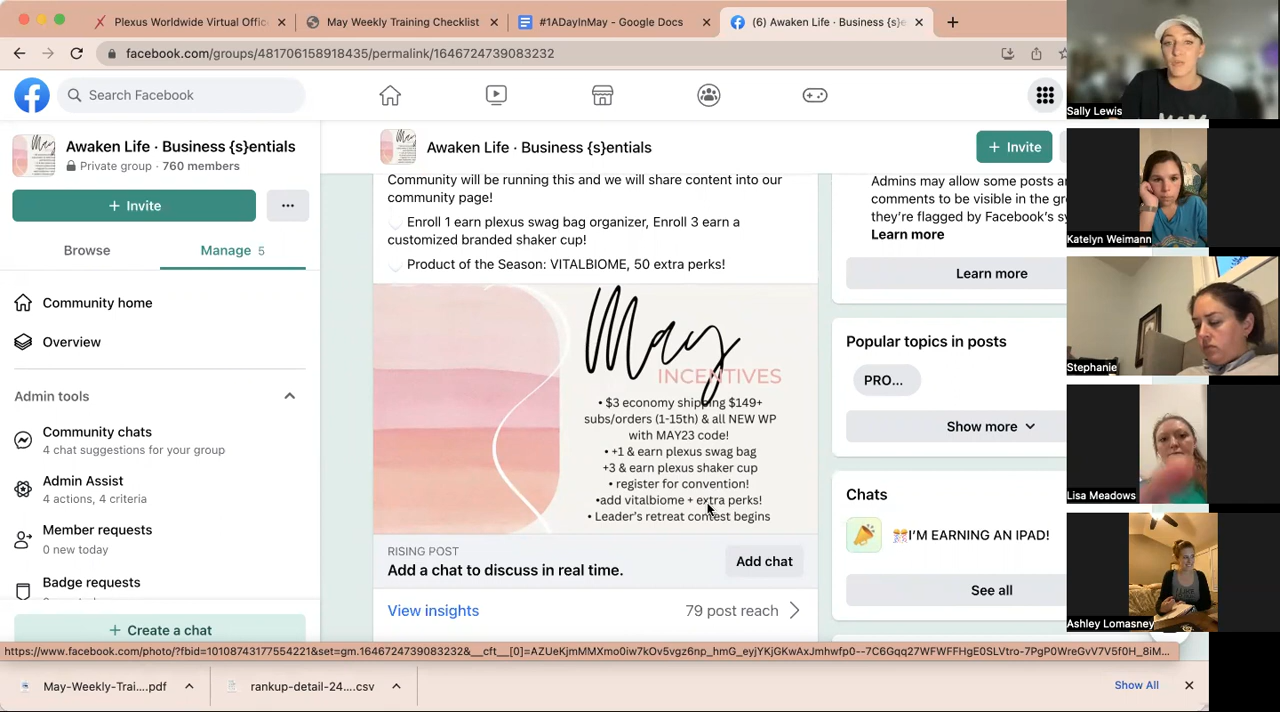 Plexus Worldwide Virtual Offic
May Weekly Training Checklist
#1ADayInMay - Google Docs
(6) Awaken Life · Business {s}e
facebook.com/groups/481706158918435/permalink/1646724739083232
Search Facebook
Awaken Life · Business {s}entials
Private group · 760 members
+ Invite
Browse
Manage 5
Community home
Overview
Admin tools
Community chats
4 chat suggestions for your group
Admin Assist
4 actions, 4 criteria
Member requests
0 new today
Badge requests
+ Create a chat
Awaken Life · Business {s}entials
+ Invite
Community will be running this and we will share content into our
community page!
Enroll 1 earn plexus swag bag organizer, Enroll 3 earn a
customized branded shaker cup!
Product of the Season: VITALBIOME, 50 extra perks!
May
INCENTIVES
• $3 economy shipping $149+
subs/orders (1-15th) & all NEW WP
with MAY23 code!
• +1 & earn plexus swag bag
+3 & earn plexus shaker cup
• register for convention!
•add vitalbiome + extra perks!
• Leader's retreat contest begins
RISING POST
Add a chat to discuss in real time.
Add chat
View insights
79 post reach
Admins may allow some posts a
comments to be visible in the gr
they're flagged by Facebook's sy
Learn more
Learn more
Popular topics in posts
PRO...
Show more
Chats
I'M EARNING AN IPAD!
See all
Sally Lewis
Katelyn Weimann
Stephanie
Lisa Meadows
Ashley Lomasney
May-Weekly-Trai....pdf
rankup-detail-24....csv
Show All